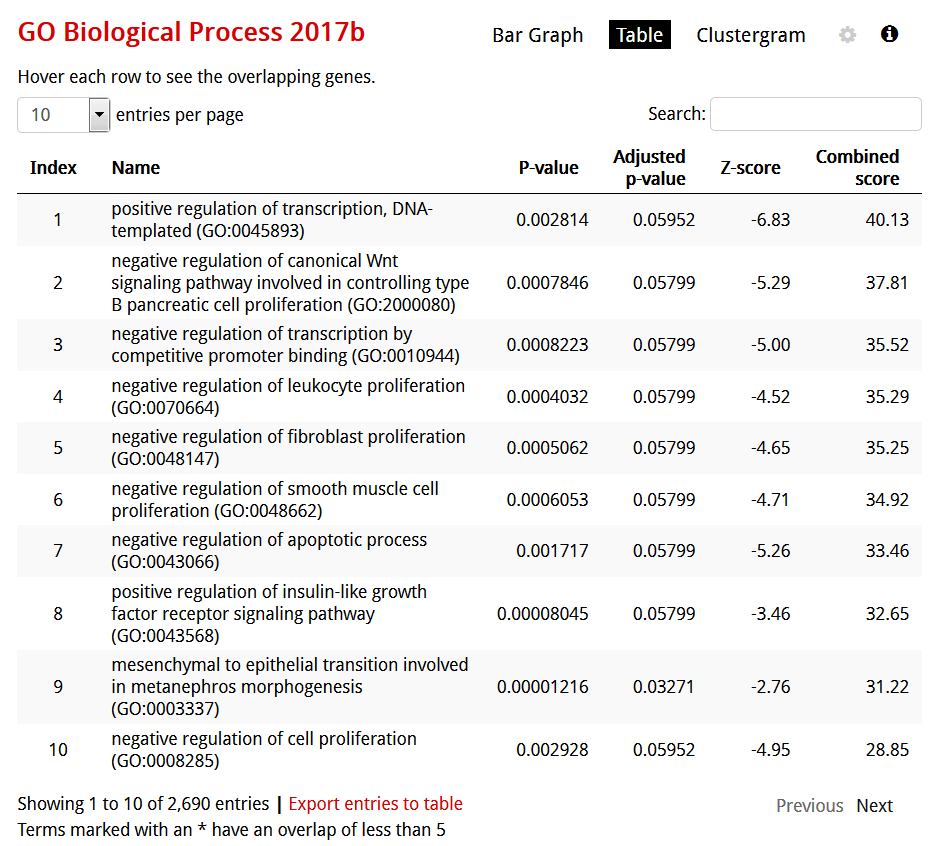 GO Biological Process 2017b
Bar Graph Table Clustergram
Hover each row to see the overlapping genes.
10 entries per page Search:
Index Name P-value Adjusted p-value Z-score Combined score
1 positive regulation of transcription, DNA-
templated (GO:0045893) 0.002814 0.05952 -6.83 40.13
2 negative regulation of canonical Wnt
signaling pathway involved in controlling type
B pancreatic cell proliferation (GO:2000080) 0.0007846 0.05799 -5.29 37.81
3 negative regulation of transcription by
competitive promoter binding (GO:0010944) 0.0008223 0.05799 -5.00 35.52
4 negative regulation of leukocyte proliferation
(GO:0070664) 0.0004032 0.05799 -4.52 35.29
5 negative regulation of fibroblast proliferation
(GO:0048147) 0.0005062 0.05799 -4.65 35.25
6 negative regulation of smooth muscle cell
proliferation (GO:0048662) 0.0006053 0.05799 -4.71 34.92
7 negative regulation of apoptotic process
(GO:0043066) 0.001717 0.05799 -5.26 33.46
8 positive regulation of insulin-like growth
factor receptor signaling pathway
(GO:0043568) 0.00008045 0.05799 -3.46 32.65
9 mesenchymal to epithelial transition involved
in metanephros morphogenesis
(GO:0003337) 0.00001216 0.03271 -2.76 31.22
10 negative regulation of cell proliferation
(GO:0008285) 0.002928 0.05952 -4.95 28.85
Showing 1 to 10 of 2,690 entries | Export entries to table Previous Next
Terms marked with an * have an overlap of less than 5